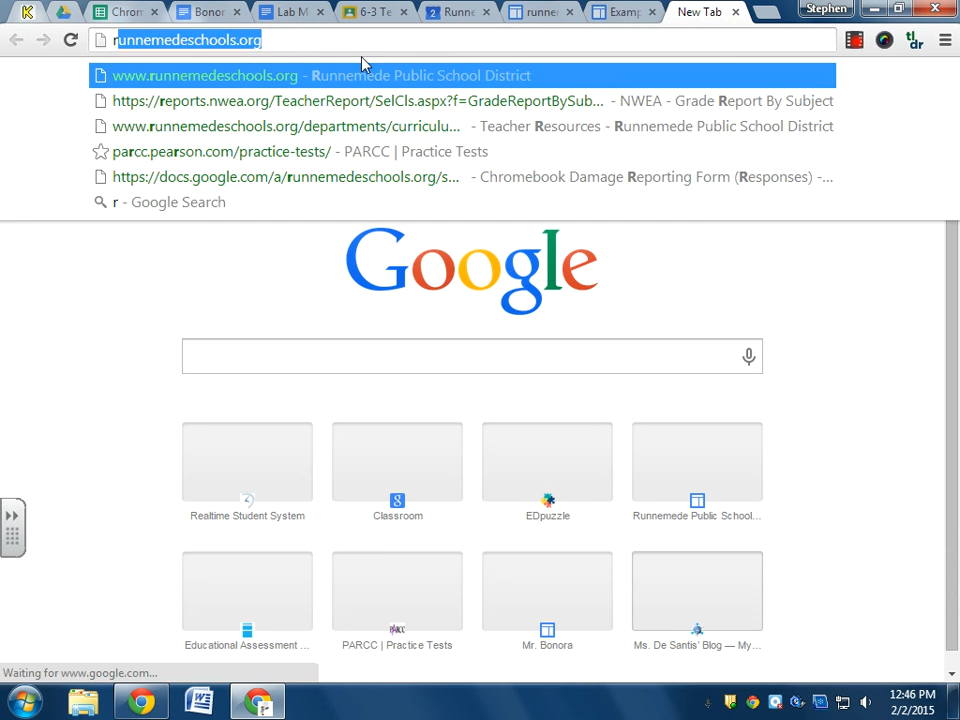 Chrom
Bonor
Lab M
6-3 Te
Runne
runner
Examp
New Tab
Stephen
runnemedeschools.org
www.runnemedeschools.org - Runnemede Public School District
https://reports.nwea.org/TeacherReport/SelCls.aspx?f=GradeReportBySub... - NWEA - Grade Report By Subject
www.runnemedeschools.org/departments/curriculu... - Teacher Resources - Runnemede Public School District
parcc.pearson.com/practice-tests/ - PARCC | Practice Tests
https://docs.google.com/a/runnemedeschools.org/s... - Chromebook Damage Reporting Form (Responses) -...
r - Google Search
tl;dr
Google
Realtime Student System
Classroom
EDpuzzle
Runnemede Public School...
Educational Assessment ...
PARCC | Practice Tests
Mr. Bonora
Ms. De Santis' Blog — My...
Waiting for www.google.com...
12:46 PM
2/2/2015